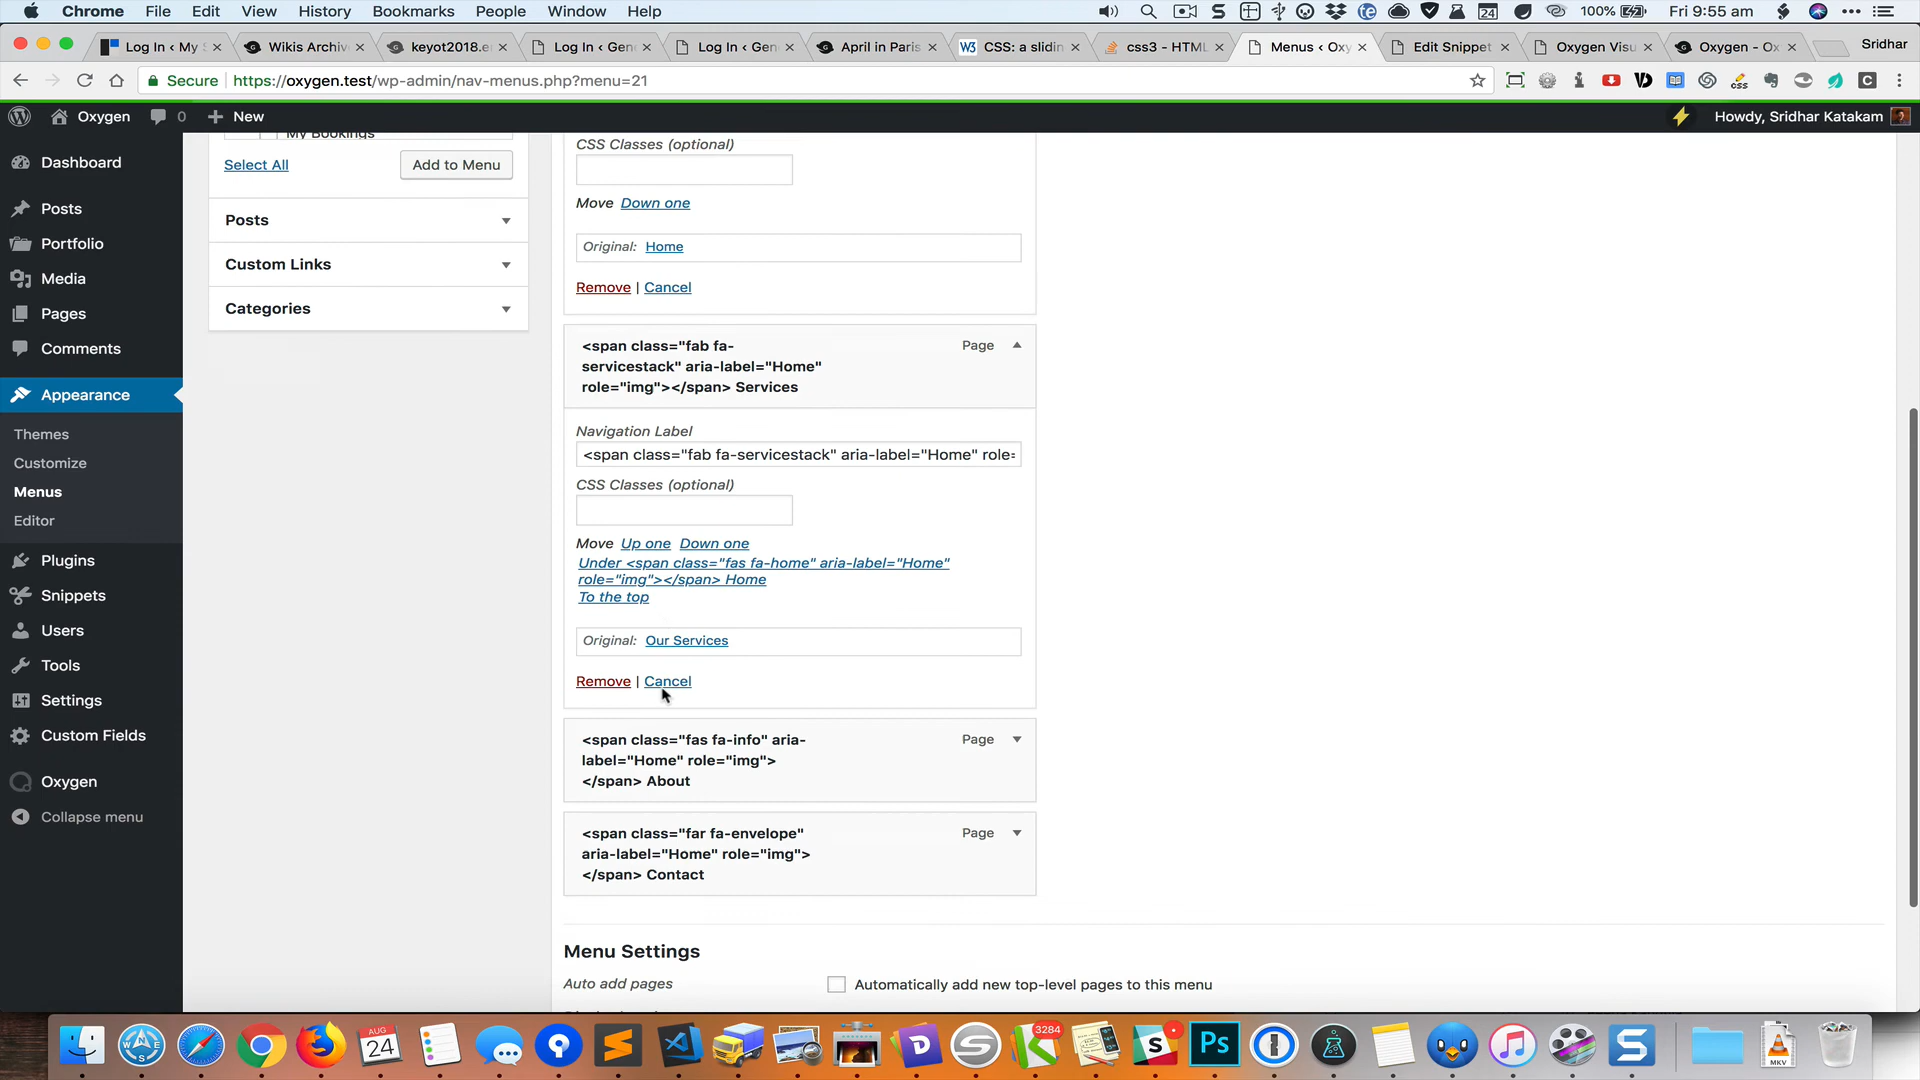 Chrome File Edit View History Bookmarks People Window Help 100% Fri 9:55 am
Log In ‹ My S Wikis Archiv keyot2018.e Log In ‹ Gen Log In ‹ Gen April in Paris W3 CSS: a slidin css3 - HTML Menus ‹ Oxy Edit Snippet Oxygen Visu Oxygen - Ox Sridhar
Secure https://oxygen.test/wp-admin/nav-menus.php?menu=21
Oxygen 0 New Howdy, Sridhar Katakam
Dashboard
Posts
Portfolio
Media
Pages
Comments
Appearance
Themes
Customize
Menus
Editor
Plugins
Snippets
Users
Tools
Settings
Custom Fields
Oxygen
Collapse menu
My Bookings
Select All Add to Menu
Posts
Custom Links
Categories
CSS Classes (optional)
Move Down one
Original: Home
Remove | Cancel
<span class="fab fa-
servicestack" aria-label="Home"
role="img"></span> Services
Page
Navigation Label
<span class="fab fa-servicestack" aria-label="Home" role=
CSS Classes (optional)
Move Up one Down one
Under <span class="fas fa-home" aria-label="Home"
role="img"></span> Home
To the top
Original: Our Services
Remove | Cancel
<span class="fas fa-info" aria-
label="Home" role="img">
</span> About
Page
<span class="far fa-envelope"
aria-label="Home" role="img">
</span> Contact
Page
Menu Settings
Auto add pages Automatically add new top-level pages to this menu
AUG
24
3284
Ps
MKV